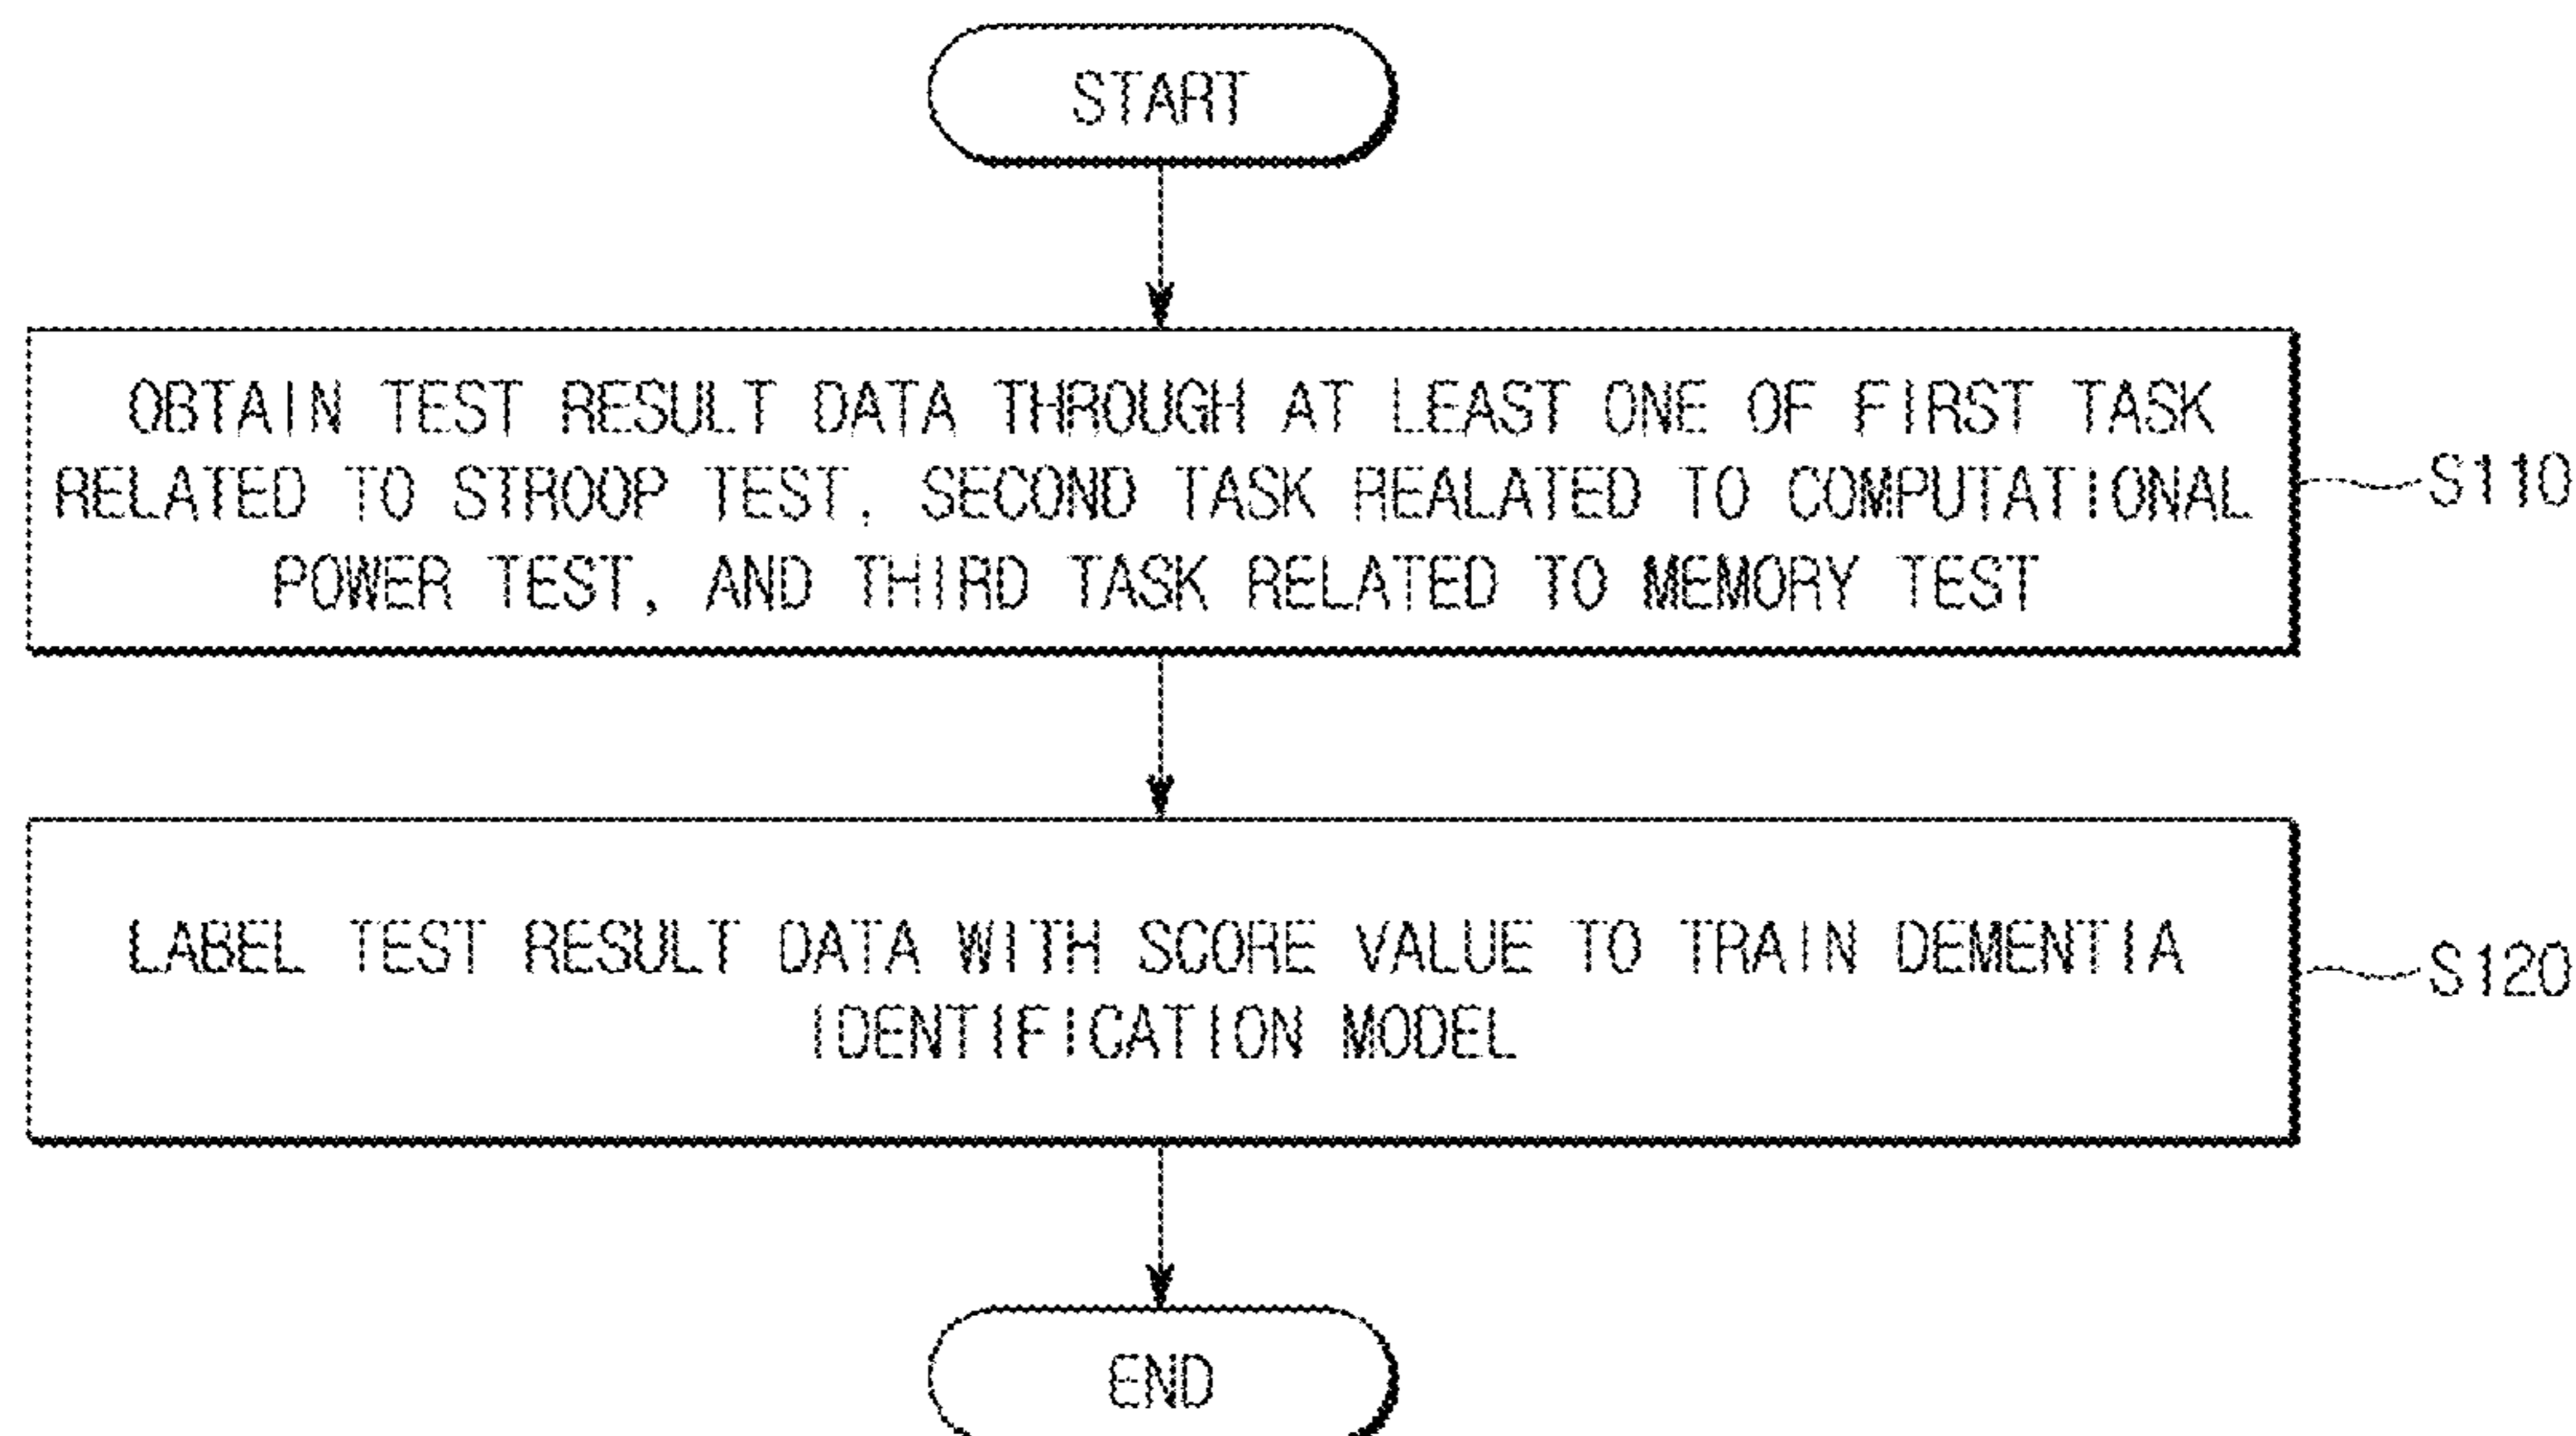 START
OBTAIN TEST RESULT DATA THROUGH AT LEAST ONE OF FIRST TASK
RELATED TO STROOP TEST, SECOND TASK REALATED TO COMPUTATIONAL
POWER TEST, AND THIRD TASK RELATED TO MEMORY TEST
S110
LABEL TEST RESULT DATA WITH SCORE VALUE TO TRAIN DEMENTIA
IDENTIFICATION MODEL
S120
END